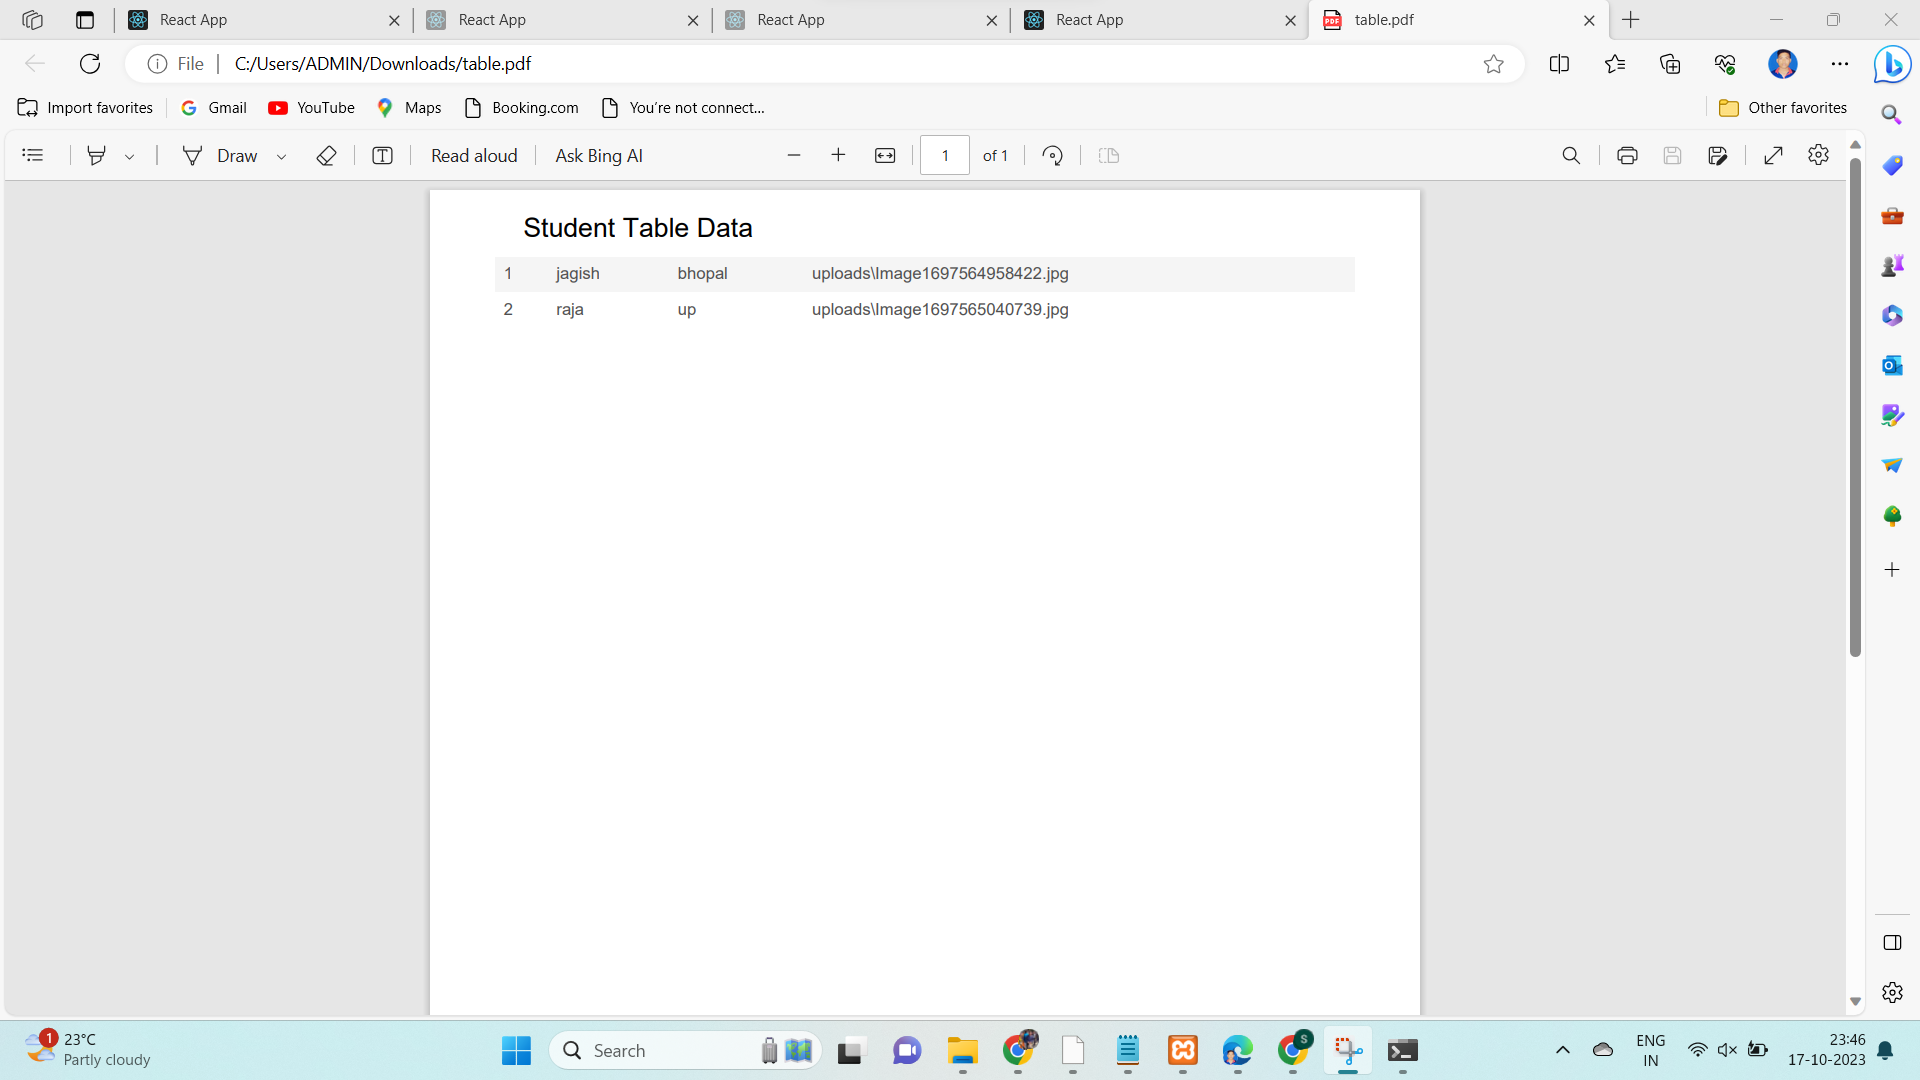 React App
React App
React App
React App
table.pdf
File
C:/Users/ADMIN/Downloads/table.pdf
Import favorites
Gmail
YouTube
Maps
Booking.com
You're not connect...
Other favorites
Draw
Read aloud
Ask Bing AI
1
of 1
Student Table Data
1 jagish bhopal uploads\Image1697564958422.jpg
2 raja up uploads\Image1697565040739.jpg
1
23°C
Partly cloudy
Search
S
ENG
IN
23:46
17-10-2023